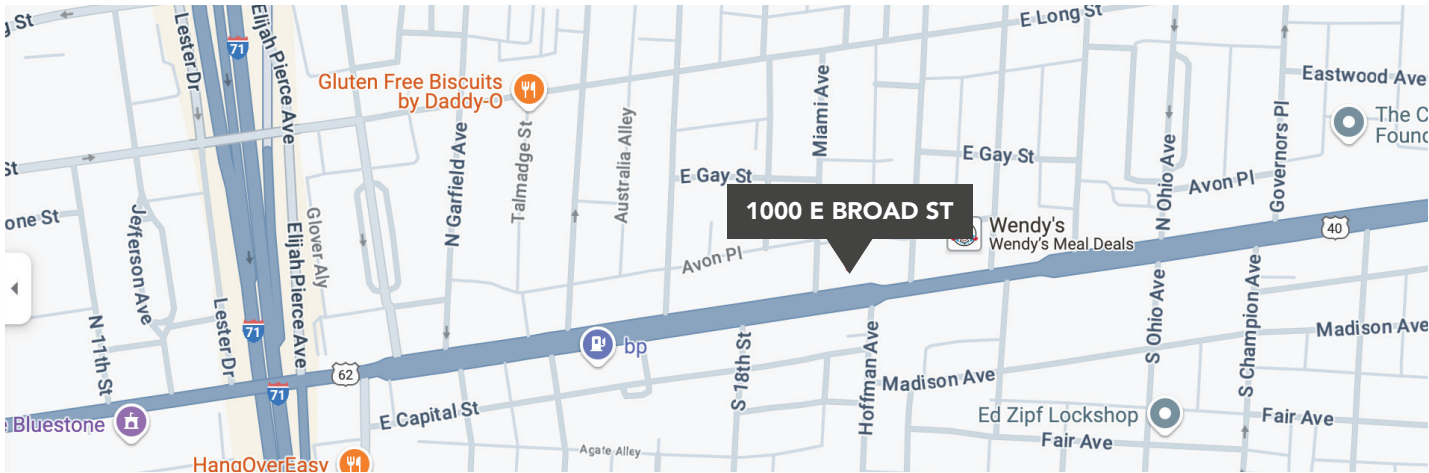 g St
Lester Dr
71
Elijah Pierce Ave
E Long St
Gluten Free Biscuits
by Daddy-O
Miami Ave
Eastwood Ave
The C
Found
St
N Garfield Ave
Talmadge St
Australia Alley
E Gay St
E Gay St
N Ohio Ave
Avon Pl
Governors Pl
one St
Jefferson Ave
Glover Aly
Elijah Pierce Ave
1000 E BROAD ST
Wendy's
Wendy's Meal Deals
40
Avon Pl
N 11th St
Lester Dr
71
62
71
bp
S 18th St
Hoffman Ave
Madison Ave
S Ohio Ave
S Champion Ave
Madison Ave
Bluestone
E Capital St
Ed Zipf Lockshop
Fair Ave
Fair Ave
Agate Alley
HangOverEasy